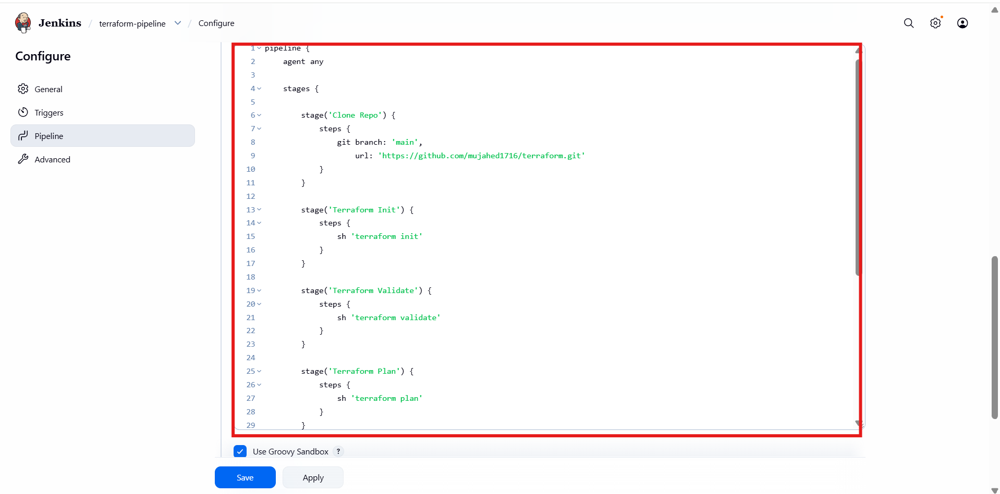 Jenkins / terraform-pipeline / Configure
Configure
General
Triggers
Pipeline
Advanced
1 pipeline {
2     agent any
3
4     stages {
5
6         stage('Clone Repo') {
7             steps {
8                 git branch: 'main',
9                     url: 'https://github.com/mujahed1716/terraform.git'
10             }
11         }
12
13         stage('Terraform Init') {
14             steps {
15                 sh 'terraform init'
16             }
17         }
18
19         stage('Terraform Validate') {
20             steps {
21                 sh 'terraform validate'
22             }
23         }
24
25         stage('Terraform Plan') {
26             steps {
27                 sh 'terraform plan'
28             }
29         }
Use Groovy Sandbox ?
Save Apply